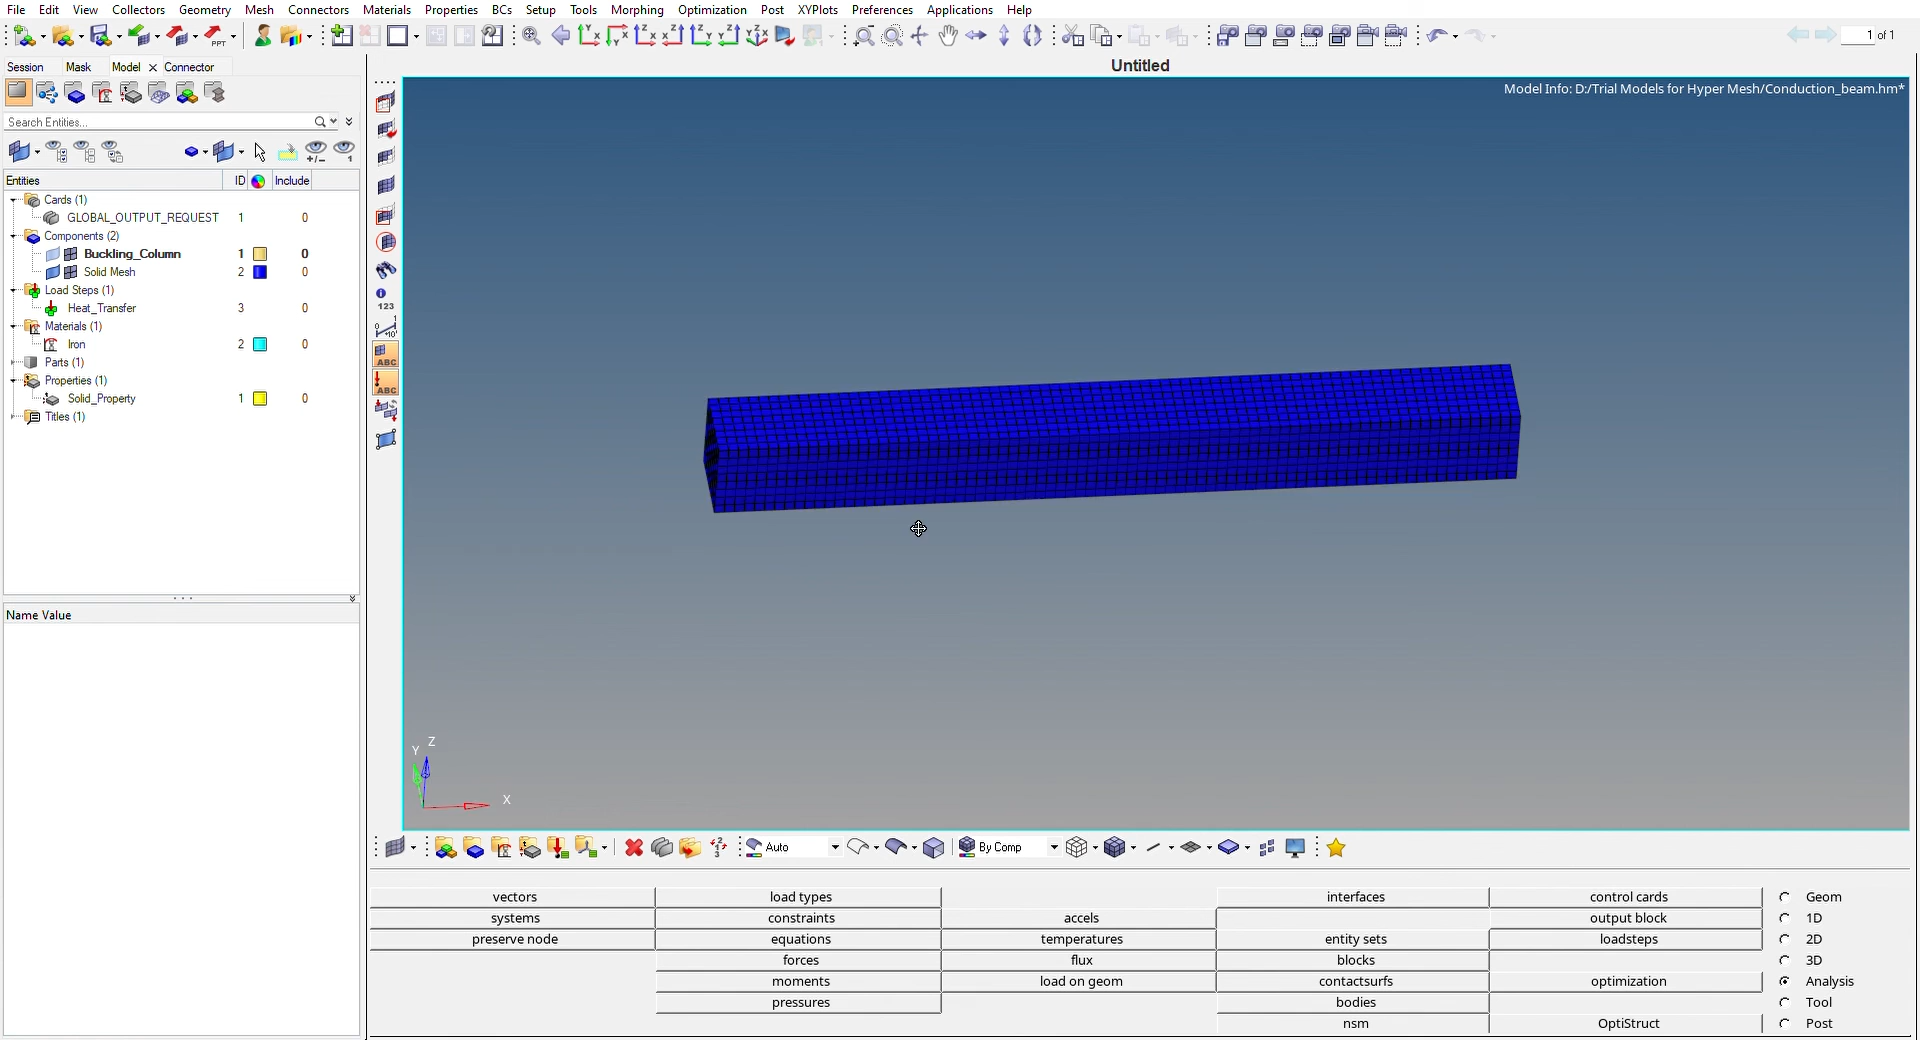 File Edit View Collectors Geometry Mesh Connectors Materials Properties BCs Setup Tools Morphing Optimization Post XYPlots Preferences Applications Help
PPT
1 of 1
Session Mask Model Connector
Untitled
Model Info: D:/Trial Models for Hyper Mesh/Conduction_beam.hm*
Search Entities...
Entities ID Include
Cards (1)
GLOBAL_OUTPUT_REQUEST 1 0
Components (2)
Buckling_Column 1 0
Solid Mesh 2 0
Load Steps (1)
Heat_Transfer 3 0
Materials (1)
Iron 2 0
Parts (1)
Properties (1)
Solid_Property 1 0
Titles (1)
123
ABC
ABC
Name Value
Z
Y
X
Auto By Comp
vectors load types interfaces control cards Geom
systems constraints accels output block 1D
preserve node equations temperatures entity sets loadsteps 2D
forces flux blocks 3D
moments load on geom contactsurfs optimization Analysis
pressures bodies Tool
nsm OptiStruct Post